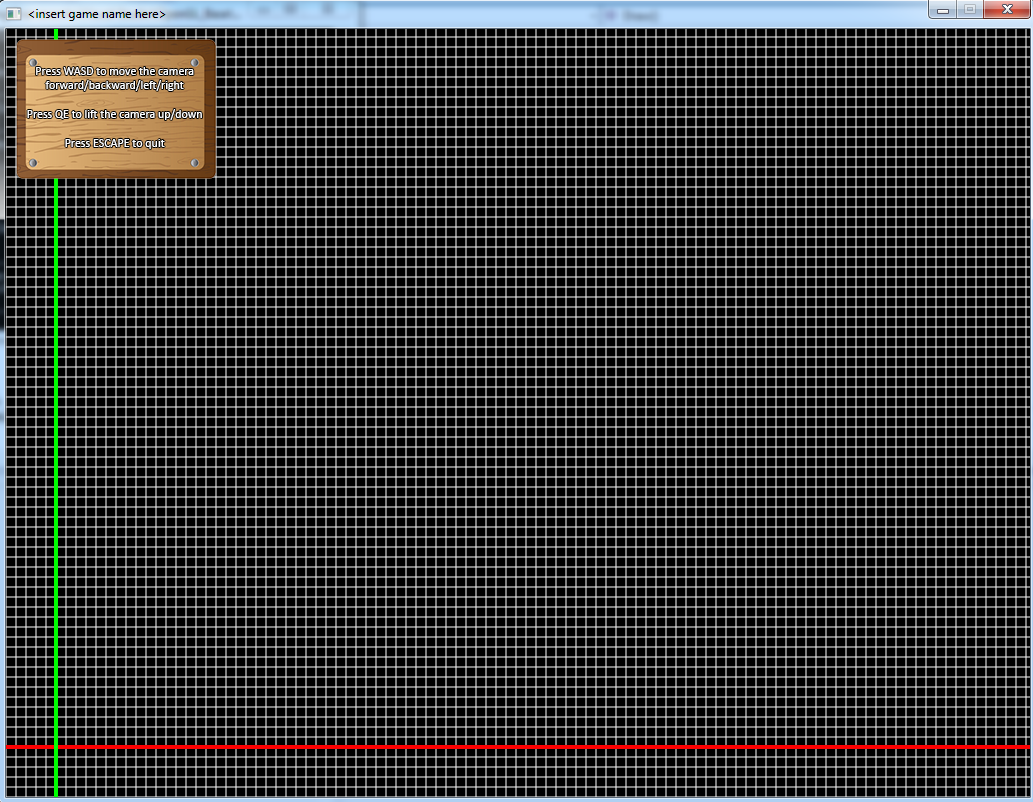 <insert game name here>
Press WASD to move the camera
forward/backward/left/right
Press QE to lift the camera up/down
Press ESCAPE to quit